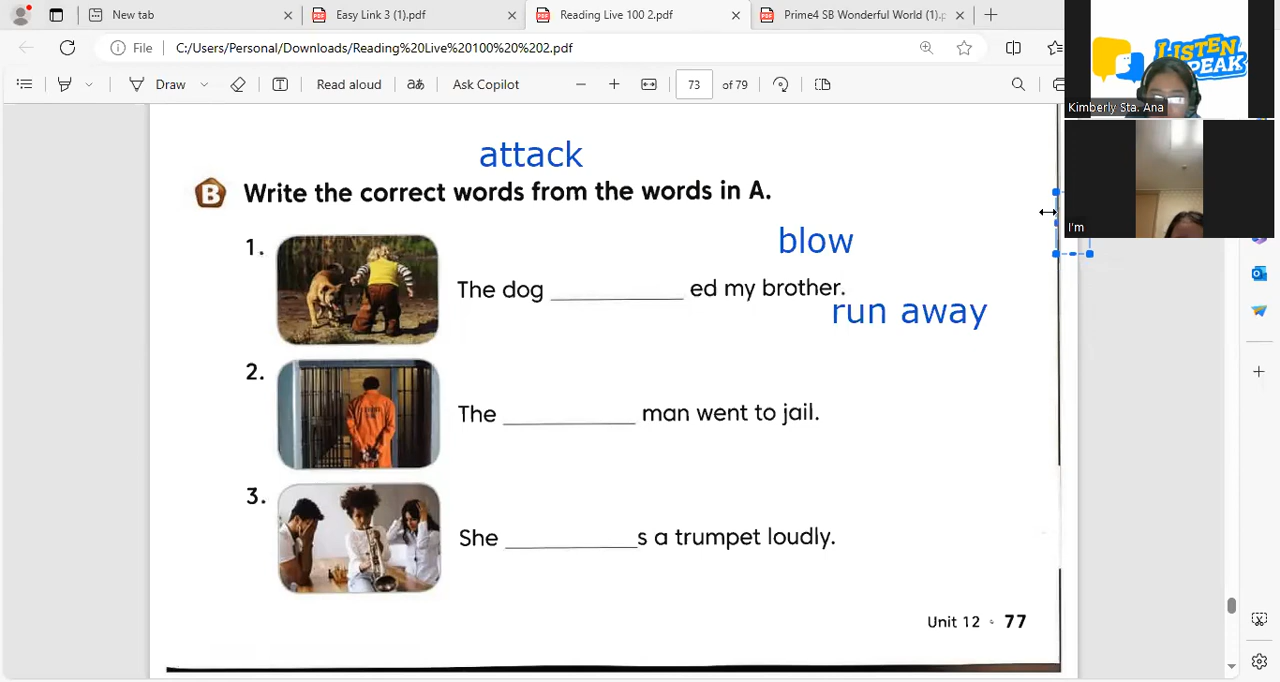 New tab
Easy Link 3 (1).pdf
Reading Live 100 2.pdf
Prime4 SB Wonderful World (1).p
File
C:/Users/Personal/Downloads/Reading%20Live%20100%20%202.pdf
Draw
Read aloud
Ask Copilot
73
of 79
LISTEN
SPEAK
Kimberly Sta. Ana
I'm
attack
B Write the correct words from the words in A.
blow
1.
The dog ____________ ed my brother.
run away
2.
The ____________ man went to jail.
3.
She ____________s a trumpet loudly.
Unit 12 • 77